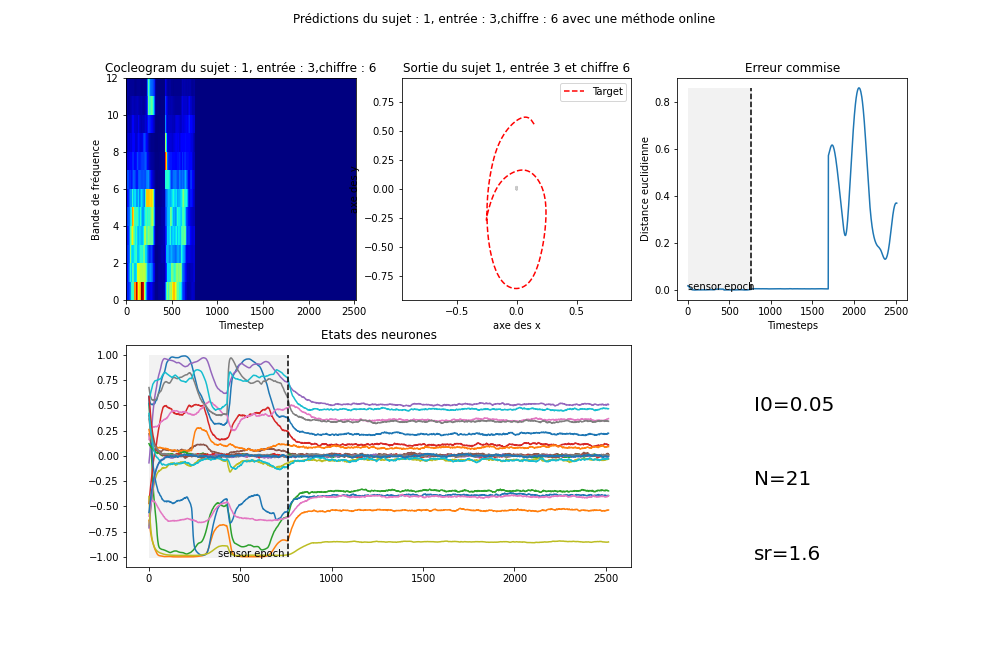 Prédictions du sujet : 1, entrée : 3,chiffre : 6 avec une méthode online
Cocleogram du sujet : 1, entrée : 3,chiffre : 6
Bande de fréquence
12
10
8
6
4
2
0
0 500 1000 1500 2000 2500
Timestep
Sortie du sujet 1, entrée 3 et chiffre 6
Target
0.75
0.50
0.25
0.00
−0.25
−0.50
−0.75
−0.5 0.0 0.5
axe des x
Erreur commise
Distance euclidienne
0.8
0.6
0.4
0.2
0.0
sensor epoch
0 500 1000 1500 2000 2500
Timesteps
Etats des neurones
1.00
0.75
0.50
0.25
0.00
−0.25
−0.50
−0.75
−1.00
sensor epoch
0 500 1000 1500 2000 2500
I0=0.05
N=21
sr=1.6